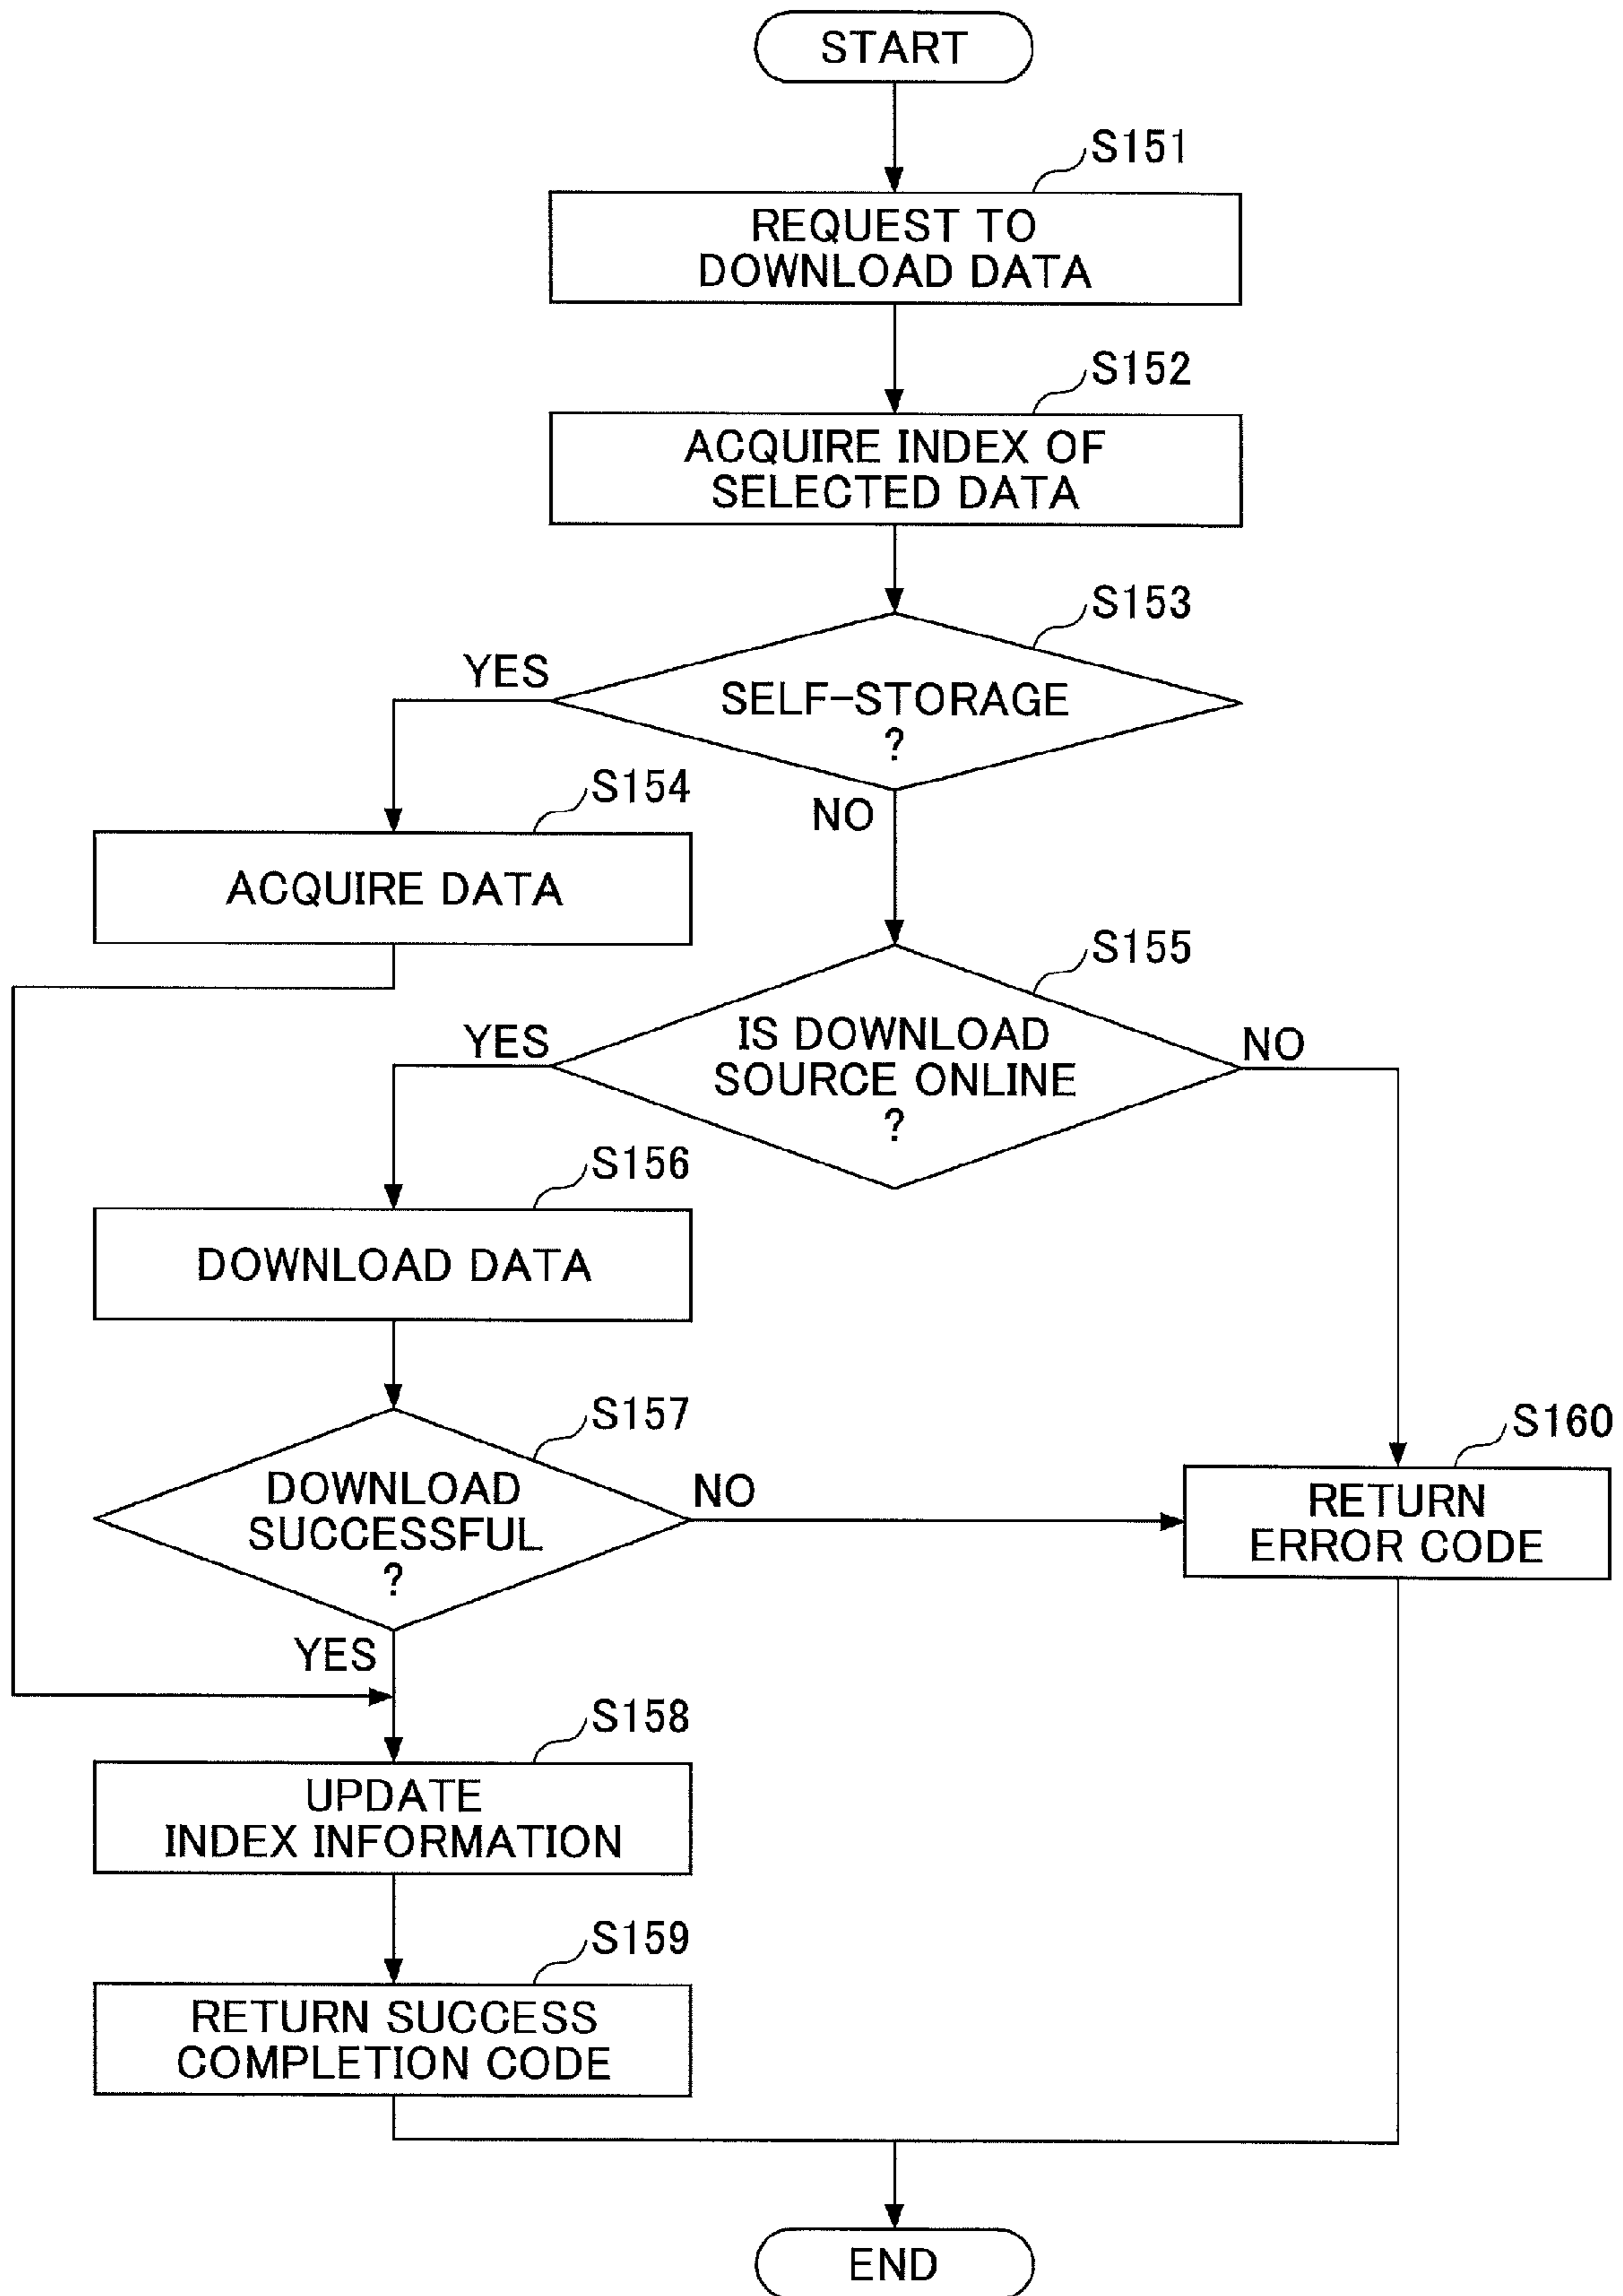 START
S151
REQUEST TO
DOWNLOAD DATA
S152
ACQUIRE INDEX OF
SELECTED DATA
S153
YES
SELF-STORAGE
?
NO
S154
ACQUIRE DATA
S155
YES
IS DOWNLOAD
SOURCE ONLINE
?
NO
S156
DOWNLOAD DATA
S157
DOWNLOAD
SUCCESSFUL
?
NO
YES
S160
RETURN
ERROR CODE
S158
UPDATE
INDEX INFORMATION
S159
RETURN SUCCESS
COMPLETION CODE
END